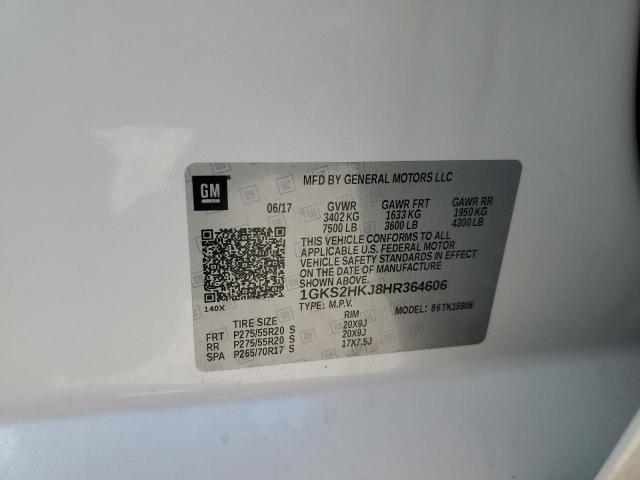 GM
MFD BY GENERAL MOTORS LLC
06/17 GVWR GAWR FRT GAWR RR
3402 KG 1633 KG 1950 KG
7500 LB 3600 LB 4300 LB
THIS VEHICLE CONFORMS TO ALL
APPLICABLE U.S. FEDERAL MOTOR
VEHICLE SAFETY STANDARDS IN EFFECT
ON THE DATE OF MANUFACTURE
SHOWN ABOVE.
1GKS2HKJ8HR364606
140X
TYPE: M.P.V. MODEL: 86TK15906
TIRE SIZE RIM
FRT P275/55R20 S 20X9J
RR P275/55R20 S 20X9J
SPA P265/70R17 S 17X7.5J